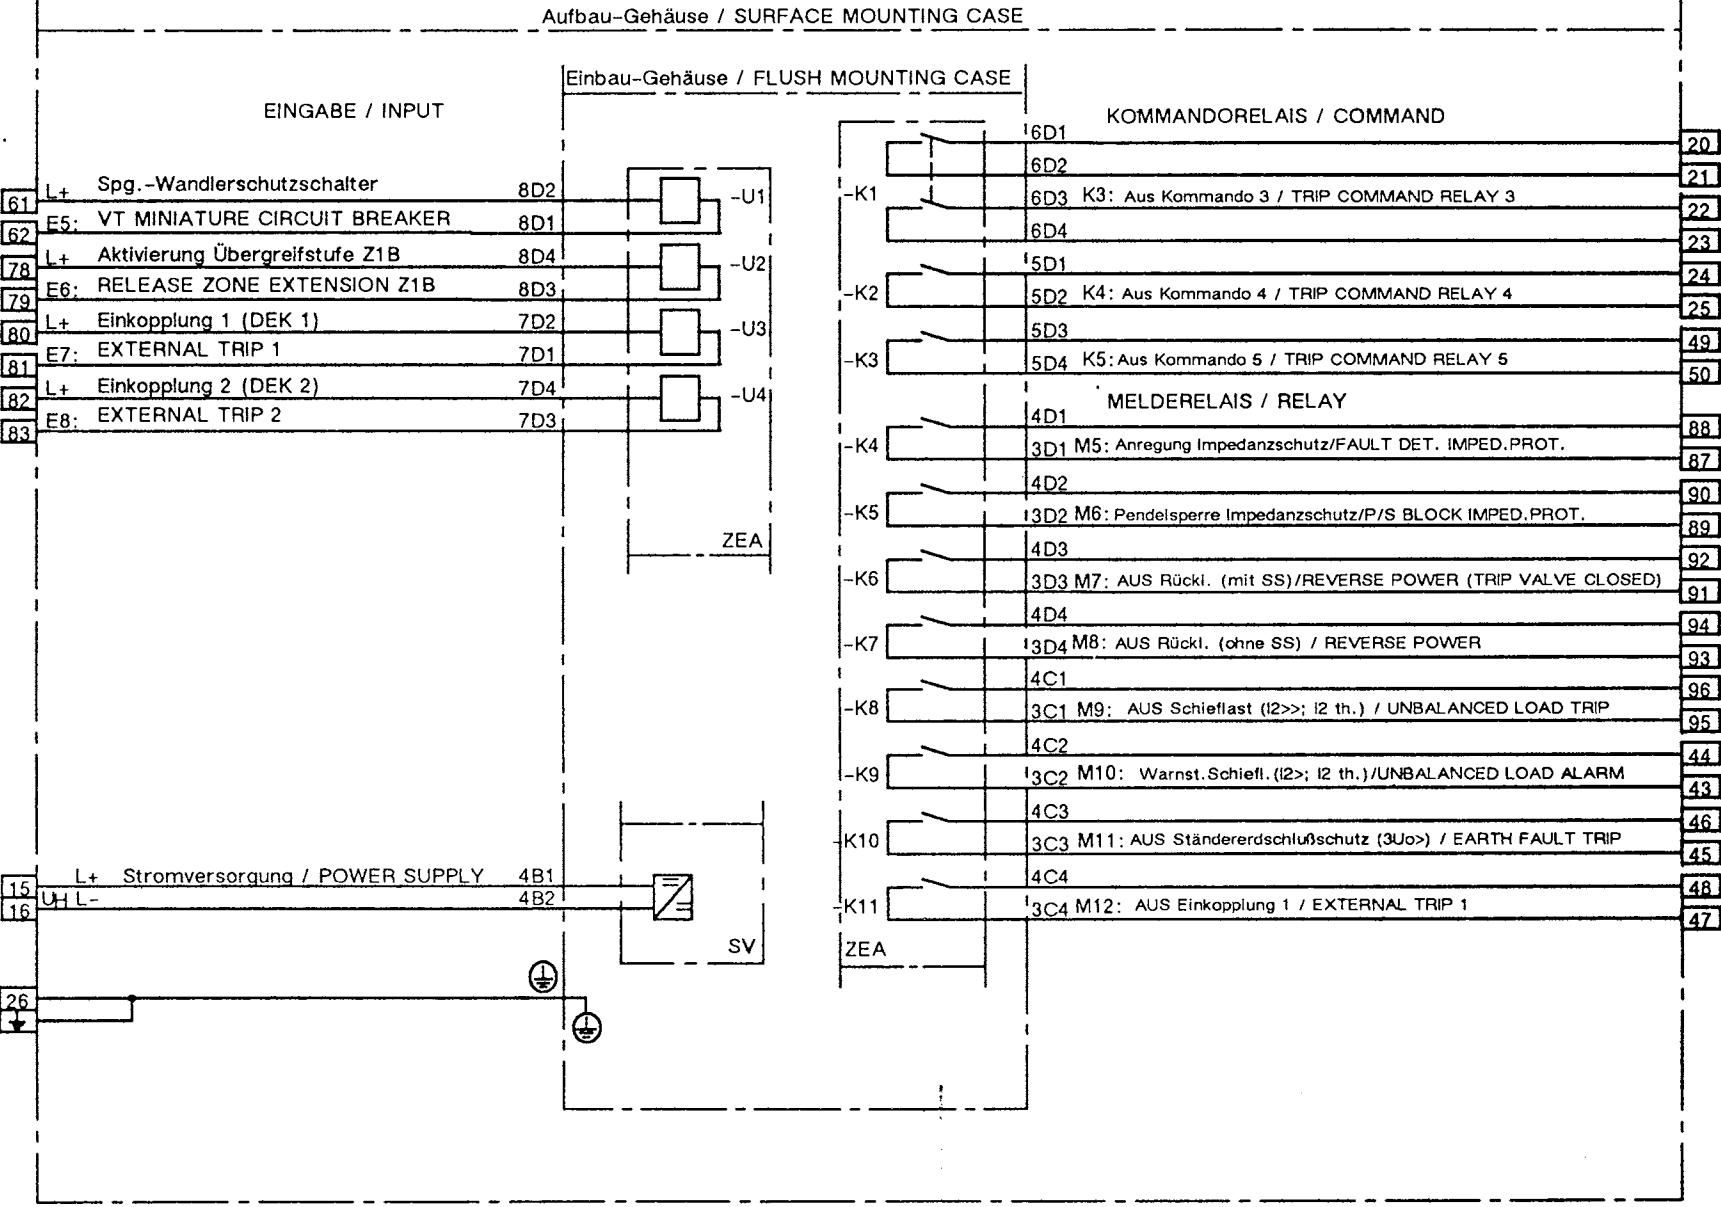 Aufbau-Gehäuse / SURFACE MOUNTING CASE
Einbau-Gehäuse / FLUSH MOUNTING CASE
EINGABE / INPUT
61 L+ Spg.-Wandlerschutzschalter 8D2
62 E5: VT MINIATURE CIRCUIT BREAKER 8D1
-U1
78 L+ Aktivierung Übergreifstufe Z1B 8D4
79 E6: RELEASE ZONE EXTENSION Z1B 8D3
-U2
80 L+ Einkopplung 1 (DEK 1) 7D2
81 E7: EXTERNAL TRIP 1 7D1
-U3
82 L+ Einkopplung 2 (DEK 2) 7D4
83 E8: EXTERNAL TRIP 2 7D3
-U4
ZEA
15 L+ Stromversorgung / POWER SUPPLY 4B1
16 UH L- 4B2
SV
26
KOMMANDORELAIS / COMMAND
6D1 20
6D2 21
-K1
6D3 K3: Aus Kommando 3 / TRIP COMMAND RELAY 3 22
6D4 23
5D1 24
-K2
5D2 K4: Aus Kommando 4 / TRIP COMMAND RELAY 4 25
5D3 49
-K3
5D4 K5: Aus Kommando 5 / TRIP COMMAND RELAY 5 50
MELDERELAIS / RELAY
4D1 88
-K4
3D1 M5: Anregung Impedanzschutz/FAULT DET. IMPED.PROT. 87
4D2 90
-K5
3D2 M6: Pendelsperre Impedanzschutz/P/S BLOCK IMPED.PROT. 89
4D3 92
-K6
3D3 M7: AUS Rückl. (mit SS)/REVERSE POWER (TRIP VALVE CLOSED) 91
4D4 94
-K7
3D4 M8: AUS Rückl. (ohne SS) / REVERSE POWER 93
4C1 96
-K8
3C1 M9: AUS Schieflast (I2>>; I2 th.) / UNBALANCED LOAD TRIP 95
4C2 44
-K9
3C2 M10: Warnst.Schiefl.(I2>; I2 th.)/UNBALANCED LOAD ALARM 43
4C3 46
-K10
3C3 M11: AUS Ständererdschlußschutz (3Uo>) / EARTH FAULT TRIP 45
4C4 48
-K11
3C4 M12: AUS Einkopplung 1 / EXTERNAL TRIP 1 47
ZEA